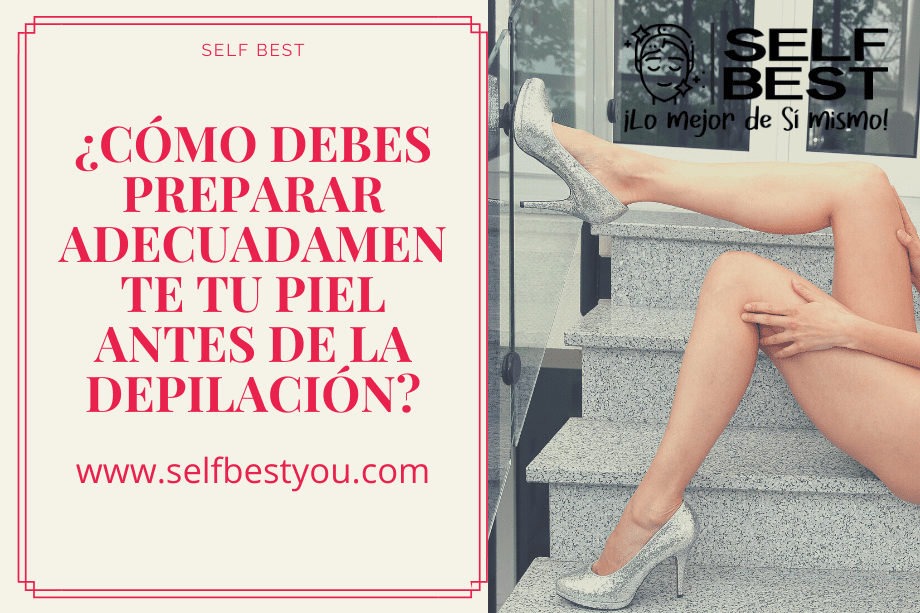 SELF BEST
¿CÓMO DEBES
PREPARAR
ADECUADAMEN
TE TU PIEL
ANTES DE LA
DEPILACIÓN?
www.selfbestyou.com
SELF
BEST
¡Lo mejor de Sí mismo!